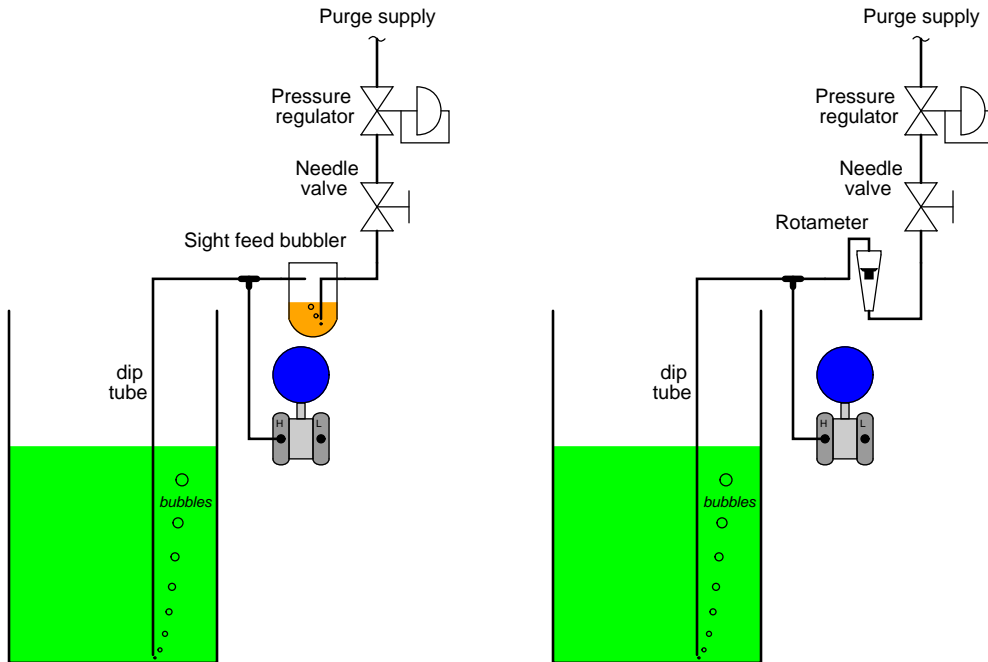 Purge supply
Pressure
regulator
Needle
valve
Sight feed bubbler
dip
tube
H
L
bubbles
Purge supply
Pressure
regulator
Needle
valve
Rotameter
dip
tube
H
L
bubbles